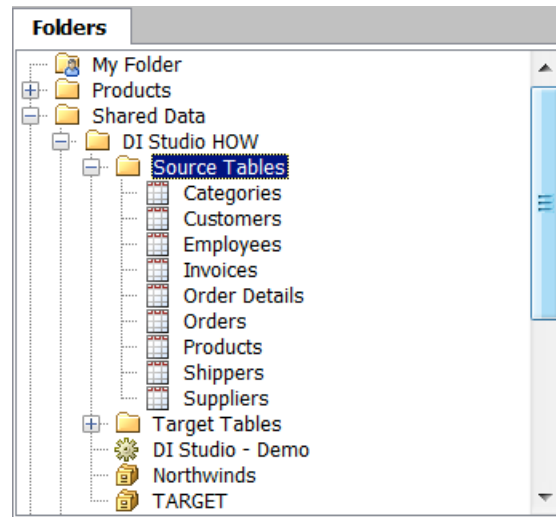 Folders
My Folder
Products
Shared Data
DI Studio HOW
Source Tables
Categories
Customers
Employees
Invoices
Order Details
Orders
Products
Shippers
Suppliers
Target Tables
DI Studio - Demo
Northwinds
TARGET